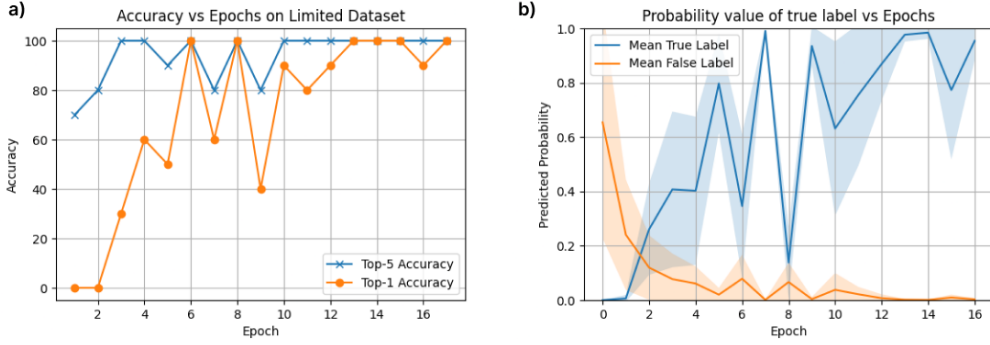 a)
Accuracy vs Epochs on Limited Dataset
100
80
60
40
20
0
Accuracy
2 4 6 8 10 12 14 16
Epoch
Top-5 Accuracy
Top-1 Accuracy
b)
Probability value of true label vs Epochs
1.0
0.8
0.6
0.4
0.2
0.0
Predicted Probability
0 2 4 6 8 10 12 14 16
Epoch
Mean True Label
Mean False Label